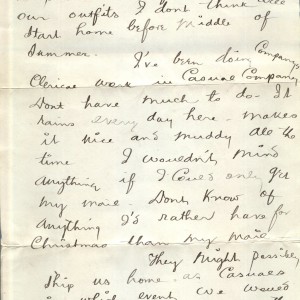 our outfits I don't think we'll
start home before middle of
Summer.
I've been doing Company
Clerical work in Casual Company
Dont have much to do. It
rains every day here. makes
it nice and muddy all the
time I wouldn't mind
anything if I could only get
my mail. Dont Know of
anything I'd rather have for
Christmas than my mail.
They might possibly
ship us home as Casuals
in which event we would